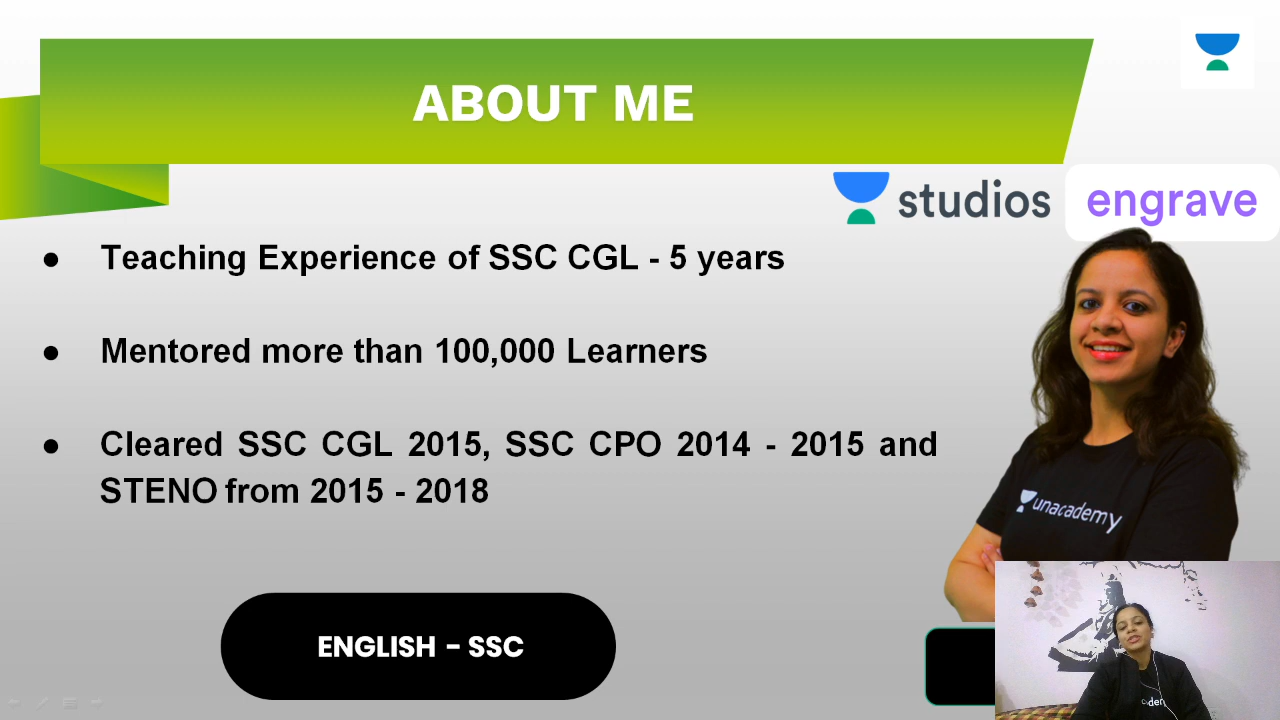 ABOUT ME
studios
engrave
● Teaching Experience of SSC CGL - 5 years
● Mentored more than 100,000 Learners
● Cleared SSC CGL 2015, SSC CPO 2014 - 2015 and
STENO from 2015 - 2018
unacademy
ENGLISH – SSC